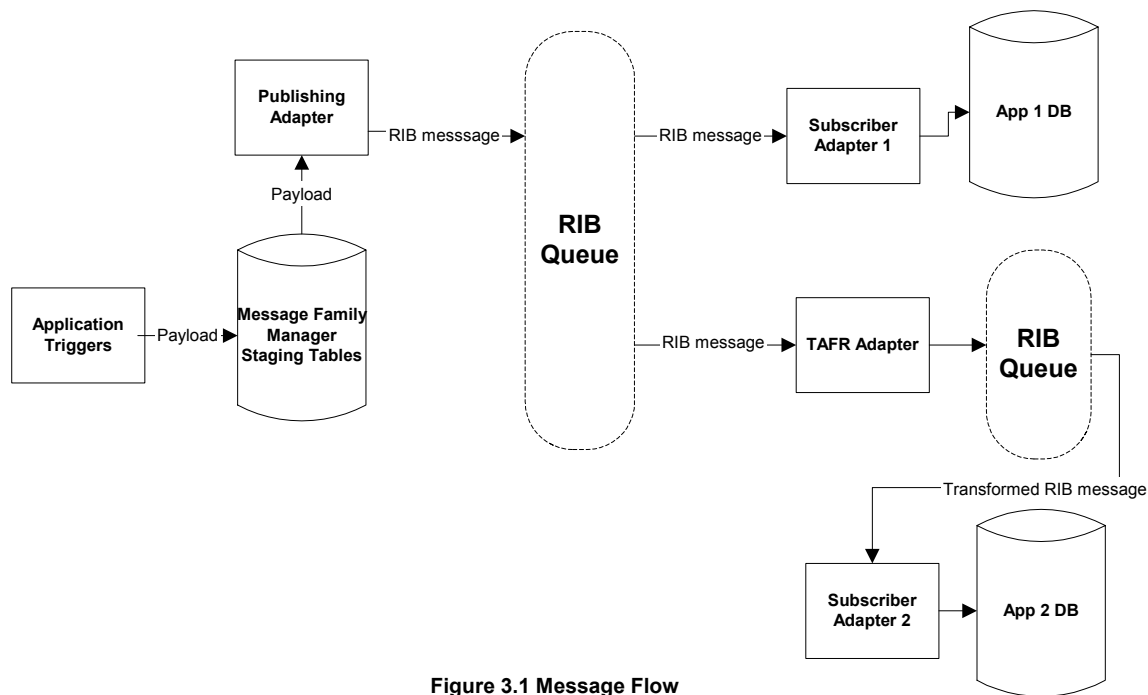 Publishing
Adapter
RIB messsage
Payload
Application
Triggers
Payload
Message Family
Manager
Staging Tables
RIB
Queue
RIB message
Subscriber
Adapter 1
App 1 DB
RIB message
TAFR Adapter
RIB
Queue
Transformed RIB message
Subscriber
Adapter 2
App 2 DB
Figure 3.1 Message Flow